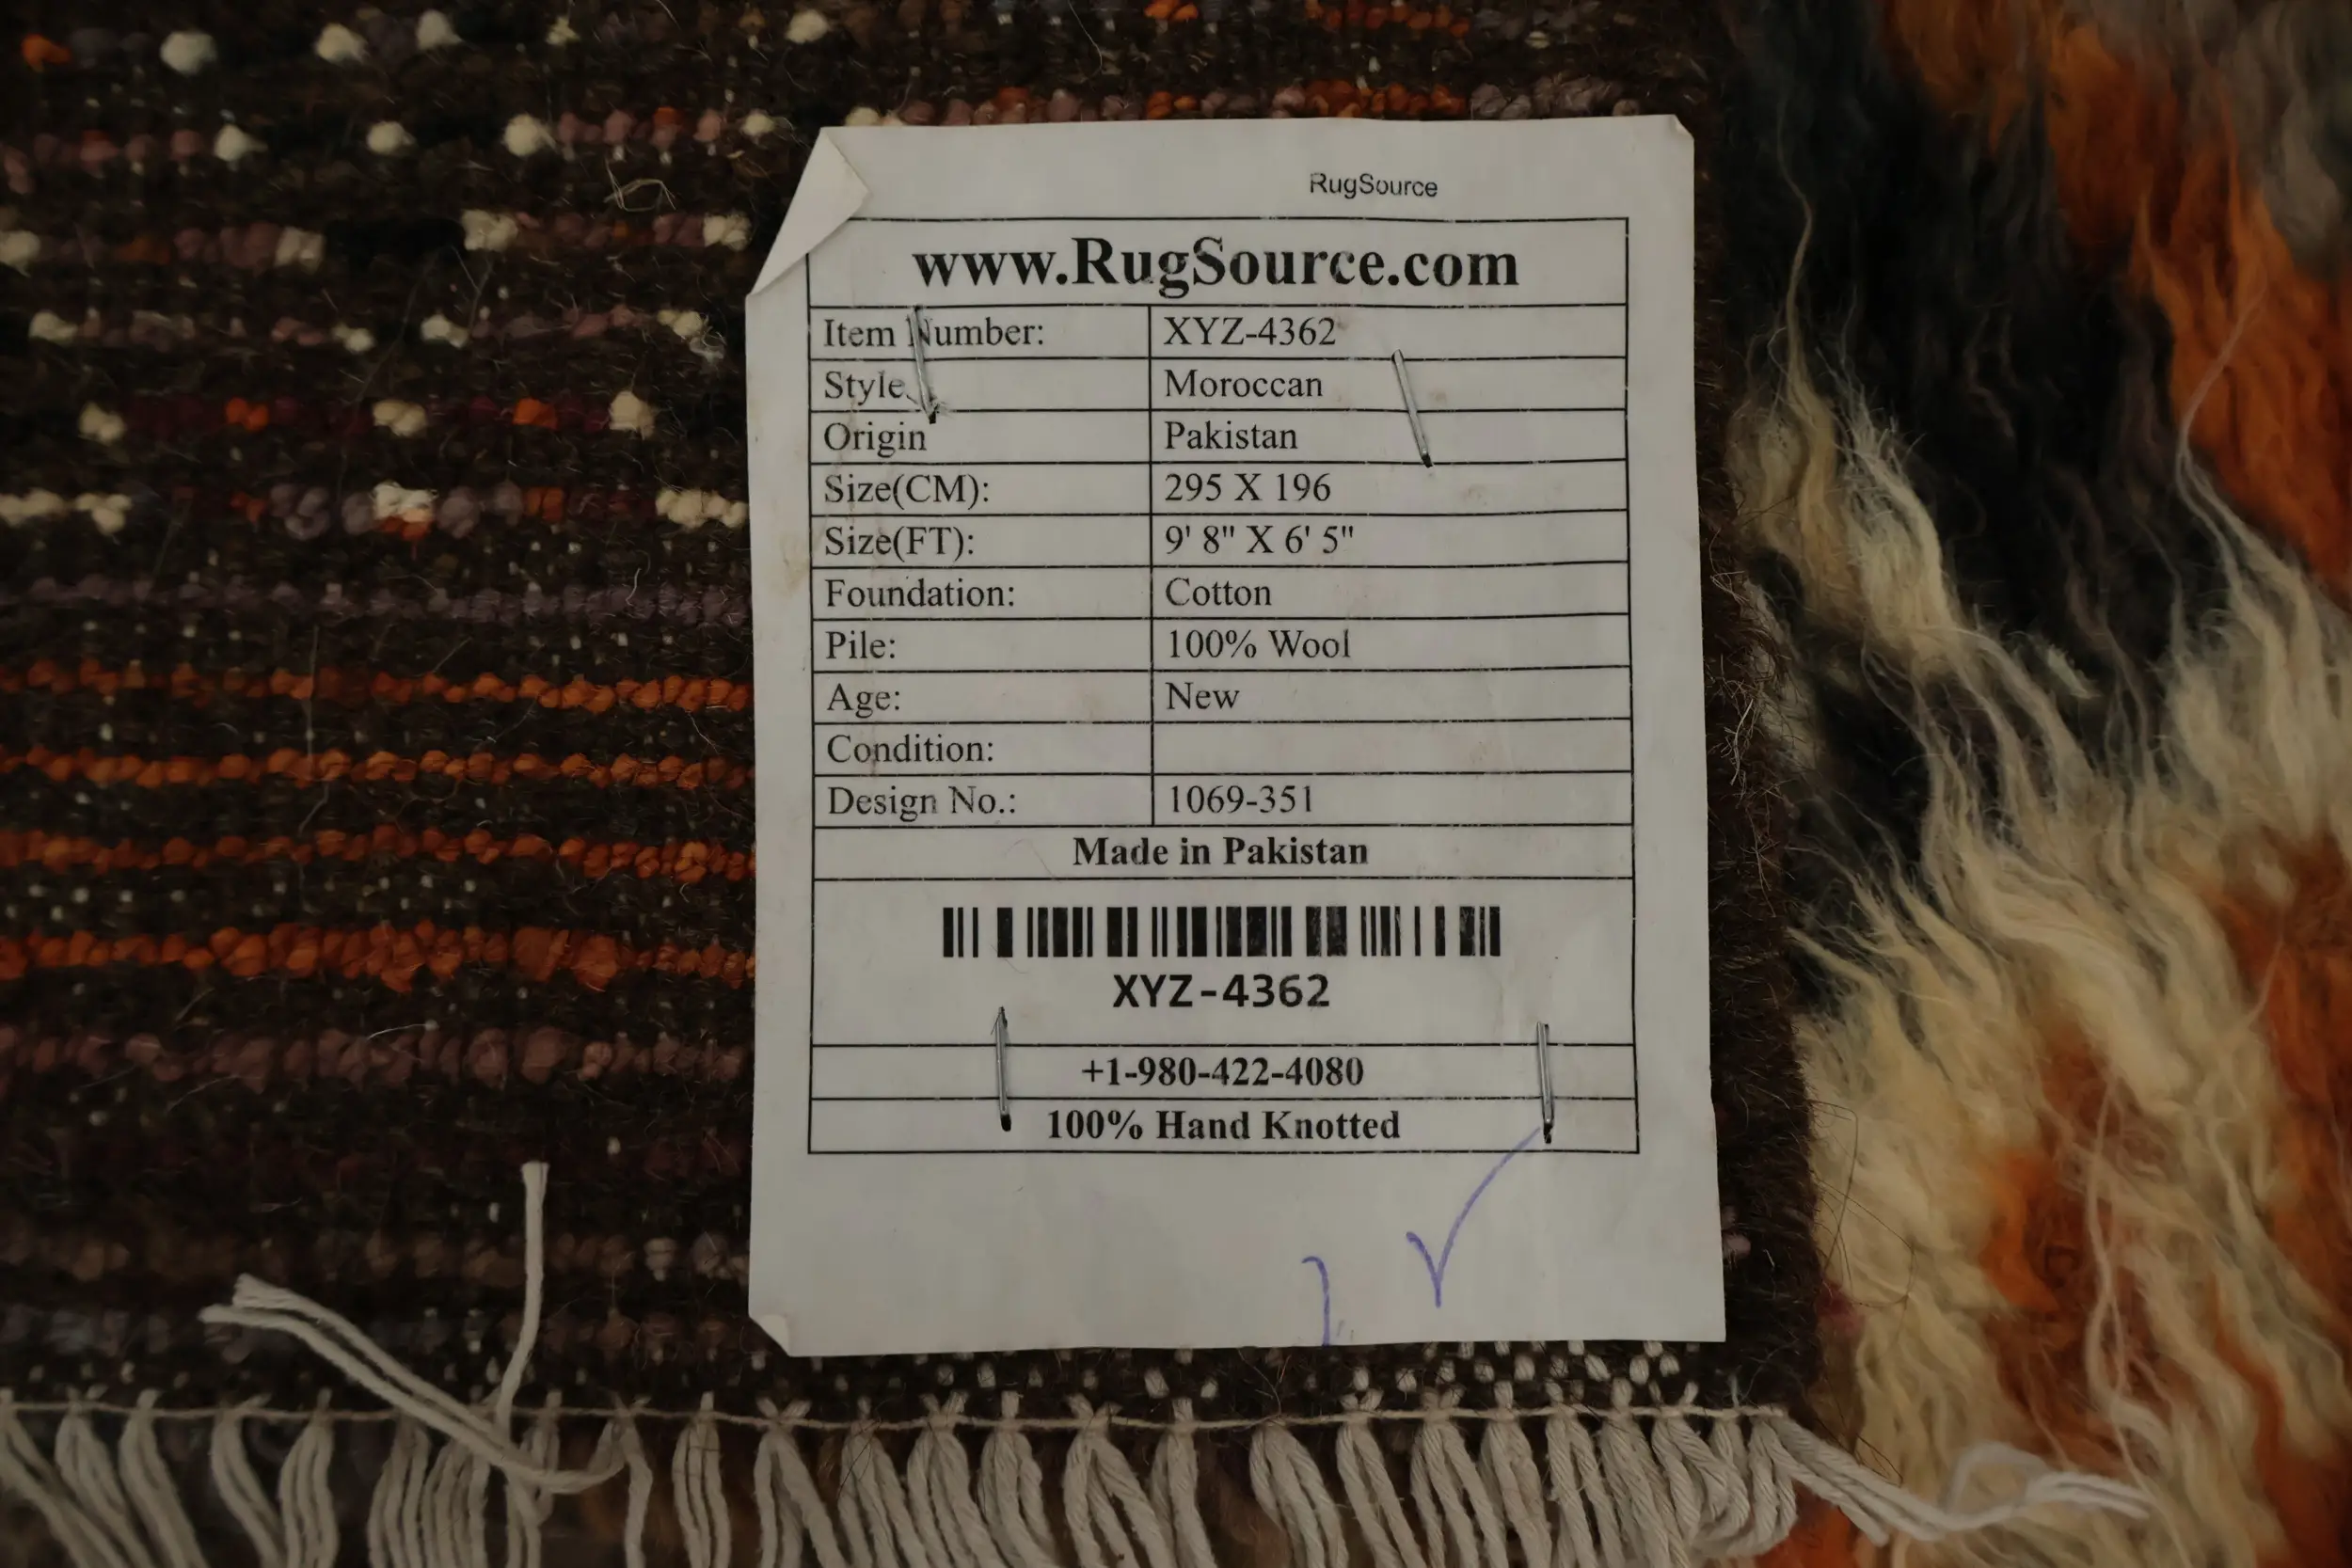 RugSource
www.RugSource.com
Item Number: XYZ-4362
Style: Moroccan
Origin Pakistan
Size(CM): 295 X 196
Size(FT): 9' 8" X 6' 5"
Foundation: Cotton
Pile: 100% Wool
Age: New
Condition:
Design No.: 1069-351
Made in Pakistan
XYZ-4362
+1-980-422-4080
100% Hand Knotted